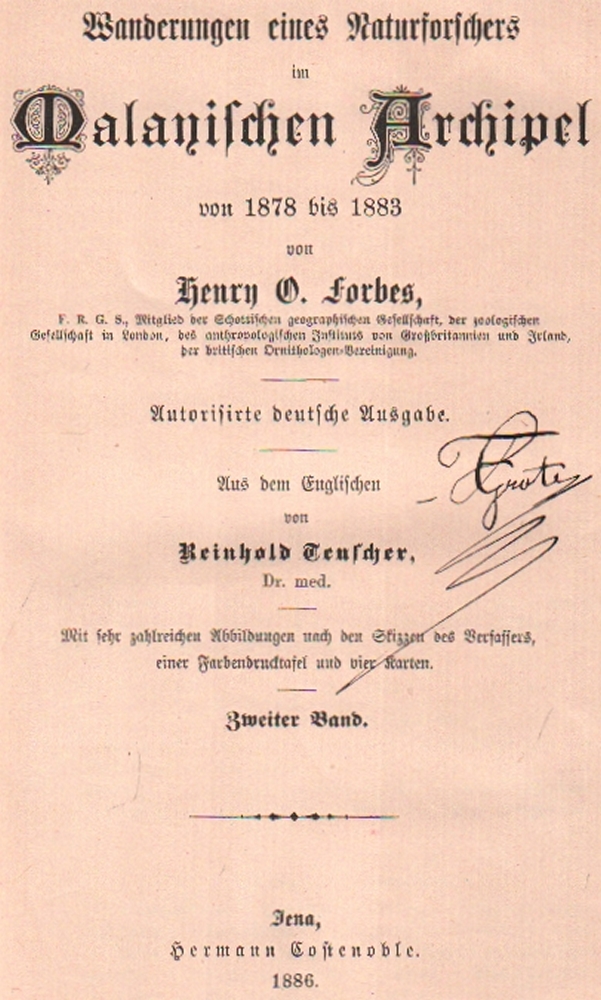 Wanderungen eines Naturforschers
im
Malayischen Archipel
von 1878 bis 1883
von
Henry O. Forbes,
F. R. G. S., Mitglied der Schottischen geographischen Gesellschaft, der zoologischen
Gesellschaft in London, des anthropologischen Instituts von Großbritannien und Irland,
der britischen Ornithologen-Vereinigung.
Autorisirte deutsche Ausgabe.
Grote
Aus dem Englischen
von
Reinhold Teuscher,
Dr. med.
Mit sehr zahlreichen Abbildungen nach den Skizzen des Verfassers,
einer Farbendrucktafel und vier Karten.
Zweiter Band.
Jena,
Hermann Costenoble.
1886.